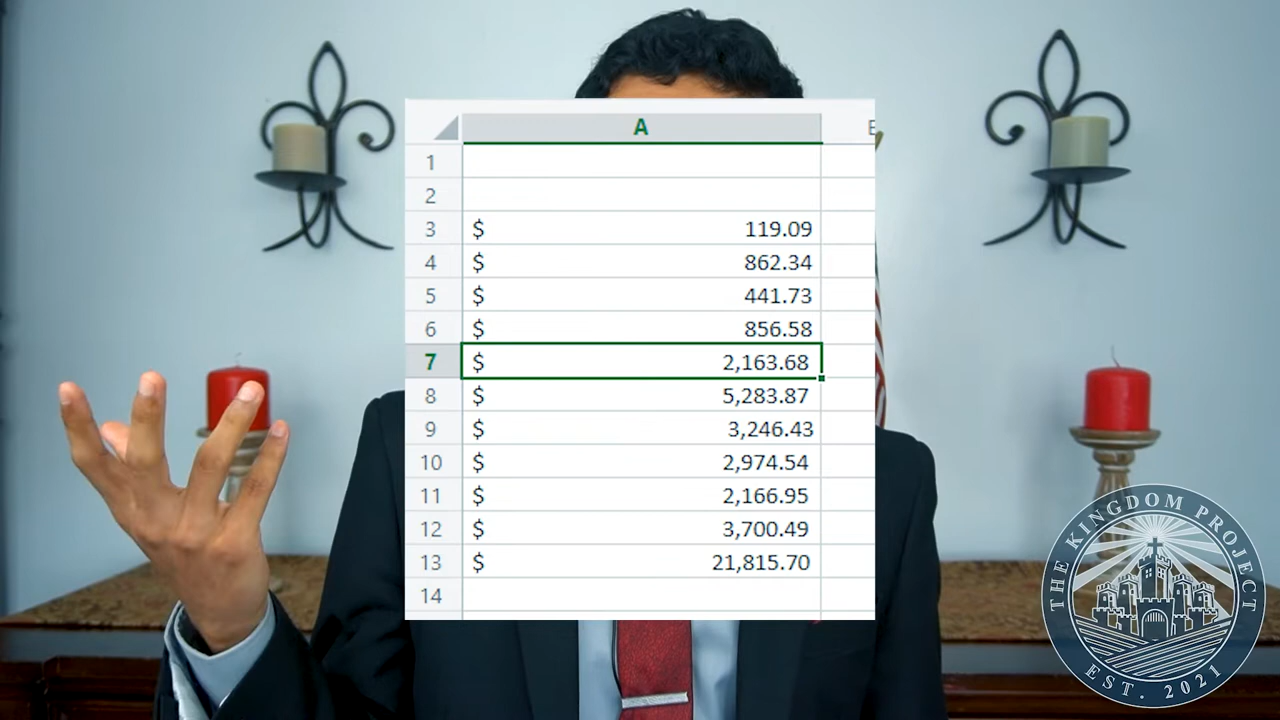 A
1
2
3 $ 119.09
4 $ 862.34
5 $ 441.73
6 $ 856.58
7 $ 2,163.68
8 $ 5,283.87
9 $ 3,246.43
10 $ 2,974.54
11 $ 2,166.95
12 $ 3,700.49
13 $ 21,815.70
14
THE KINGDOM PROJECT
EST. 2021